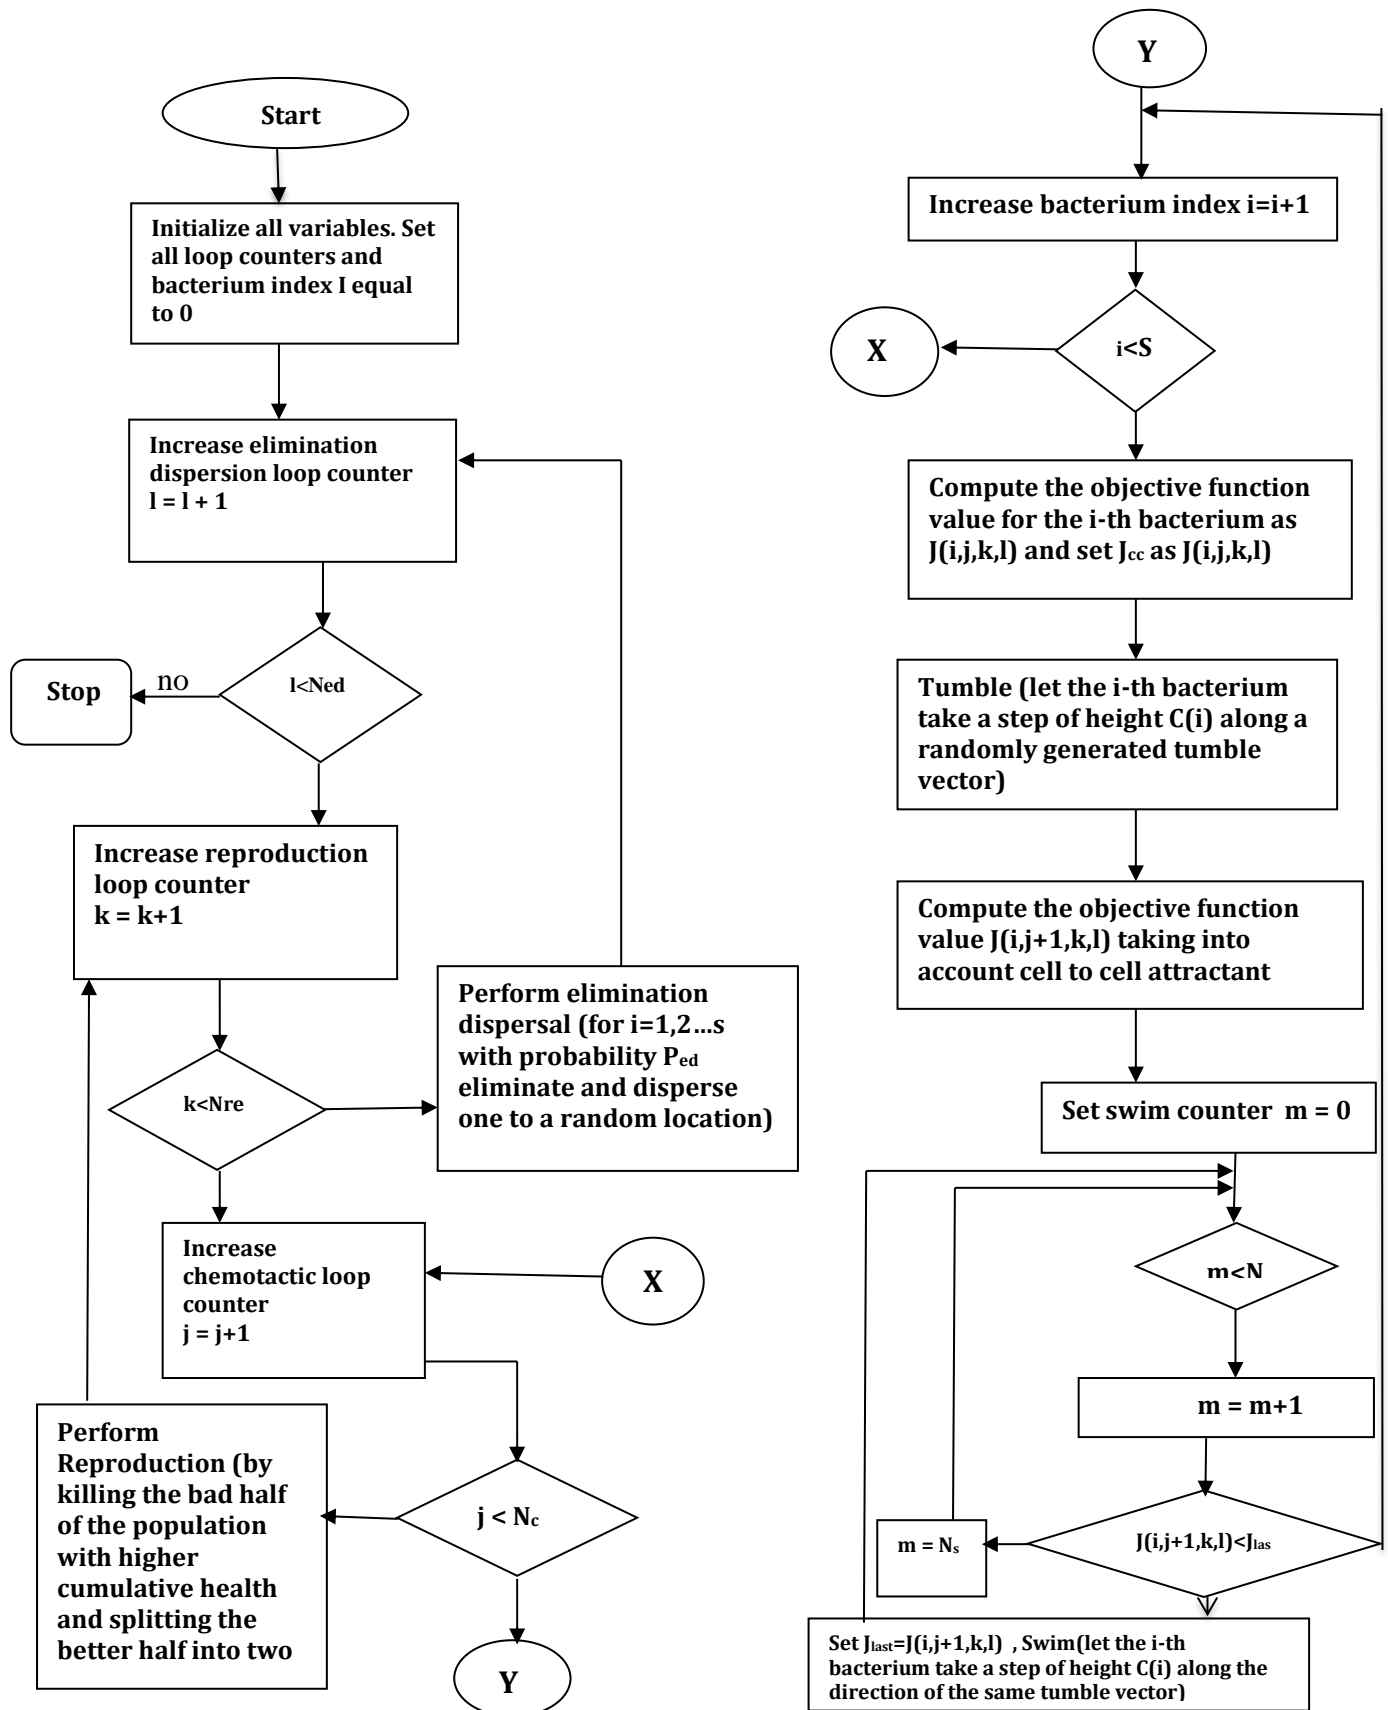 Start
Initialize all variables. Set
all loop counters and
bacterium index I equal
to 0
Increase elimination
dispersion loop counter
l = l + 1
l<Ned
no
Stop
Increase reproduction
loop counter
k = k+1
Perform elimination
dispersal (for i=1,2...s
with probability Ped
eliminate and disperse
one to a random location)
k<Nre
Increase
chemotactic loop
counter
j = j+1
X
Perform
Reproduction (by
killing the bad half
of the population
with higher
cumulative health
and splitting the
better half into two
j < Nc
Y
Y
Increase bacterium index i=i+1
i<S
X
Compute the objective function
value for the i-th bacterium as
J(i,j,k,l) and set Jcc as J(i,j,k,l)
Tumble (let the i-th bacterium
take a step of height C(i) along a
randomly generated tumble
vector)
Compute the objective function
value J(i,j+1,k,l) taking into
account cell to cell attractant
Set swim counter m = 0
m<N
m = m+1
J(i,j+1,k,l)<Jlas
m = Ns
Set Jlast=J(i,j+1,k,l) , Swim(let the i-th
bacterium take a step of height C(i) along the
direction of the same tumble vector)